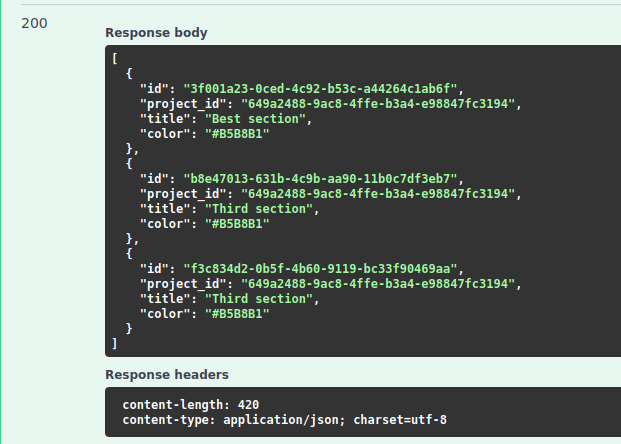 200
Response body
[
  {
    "id": "3f001a23-0ced-4c92-b53c-a44264c1ab6f",
    "project_id": "649a2488-9ac8-4ffe-b3a4-e98847fc3194",
    "title": "Best section",
    "color": "#B5B8B1"
  },
  {
    "id": "b8e47013-631b-4c9b-aa90-11b0c7df3eb7",
    "project_id": "649a2488-9ac8-4ffe-b3a4-e98847fc3194",
    "title": "Third section",
    "color": "#B5B8B1"
  },
  {
    "id": "f3c834d2-0b5f-4b60-9119-bc33f90469aa",
    "project_id": "649a2488-9ac8-4ffe-b3a4-e98847fc3194",
    "title": "Third section",
    "color": "#B5B8B1"
  }
]
Response headers
content-length: 420
content-type: application/json; charset=utf-8